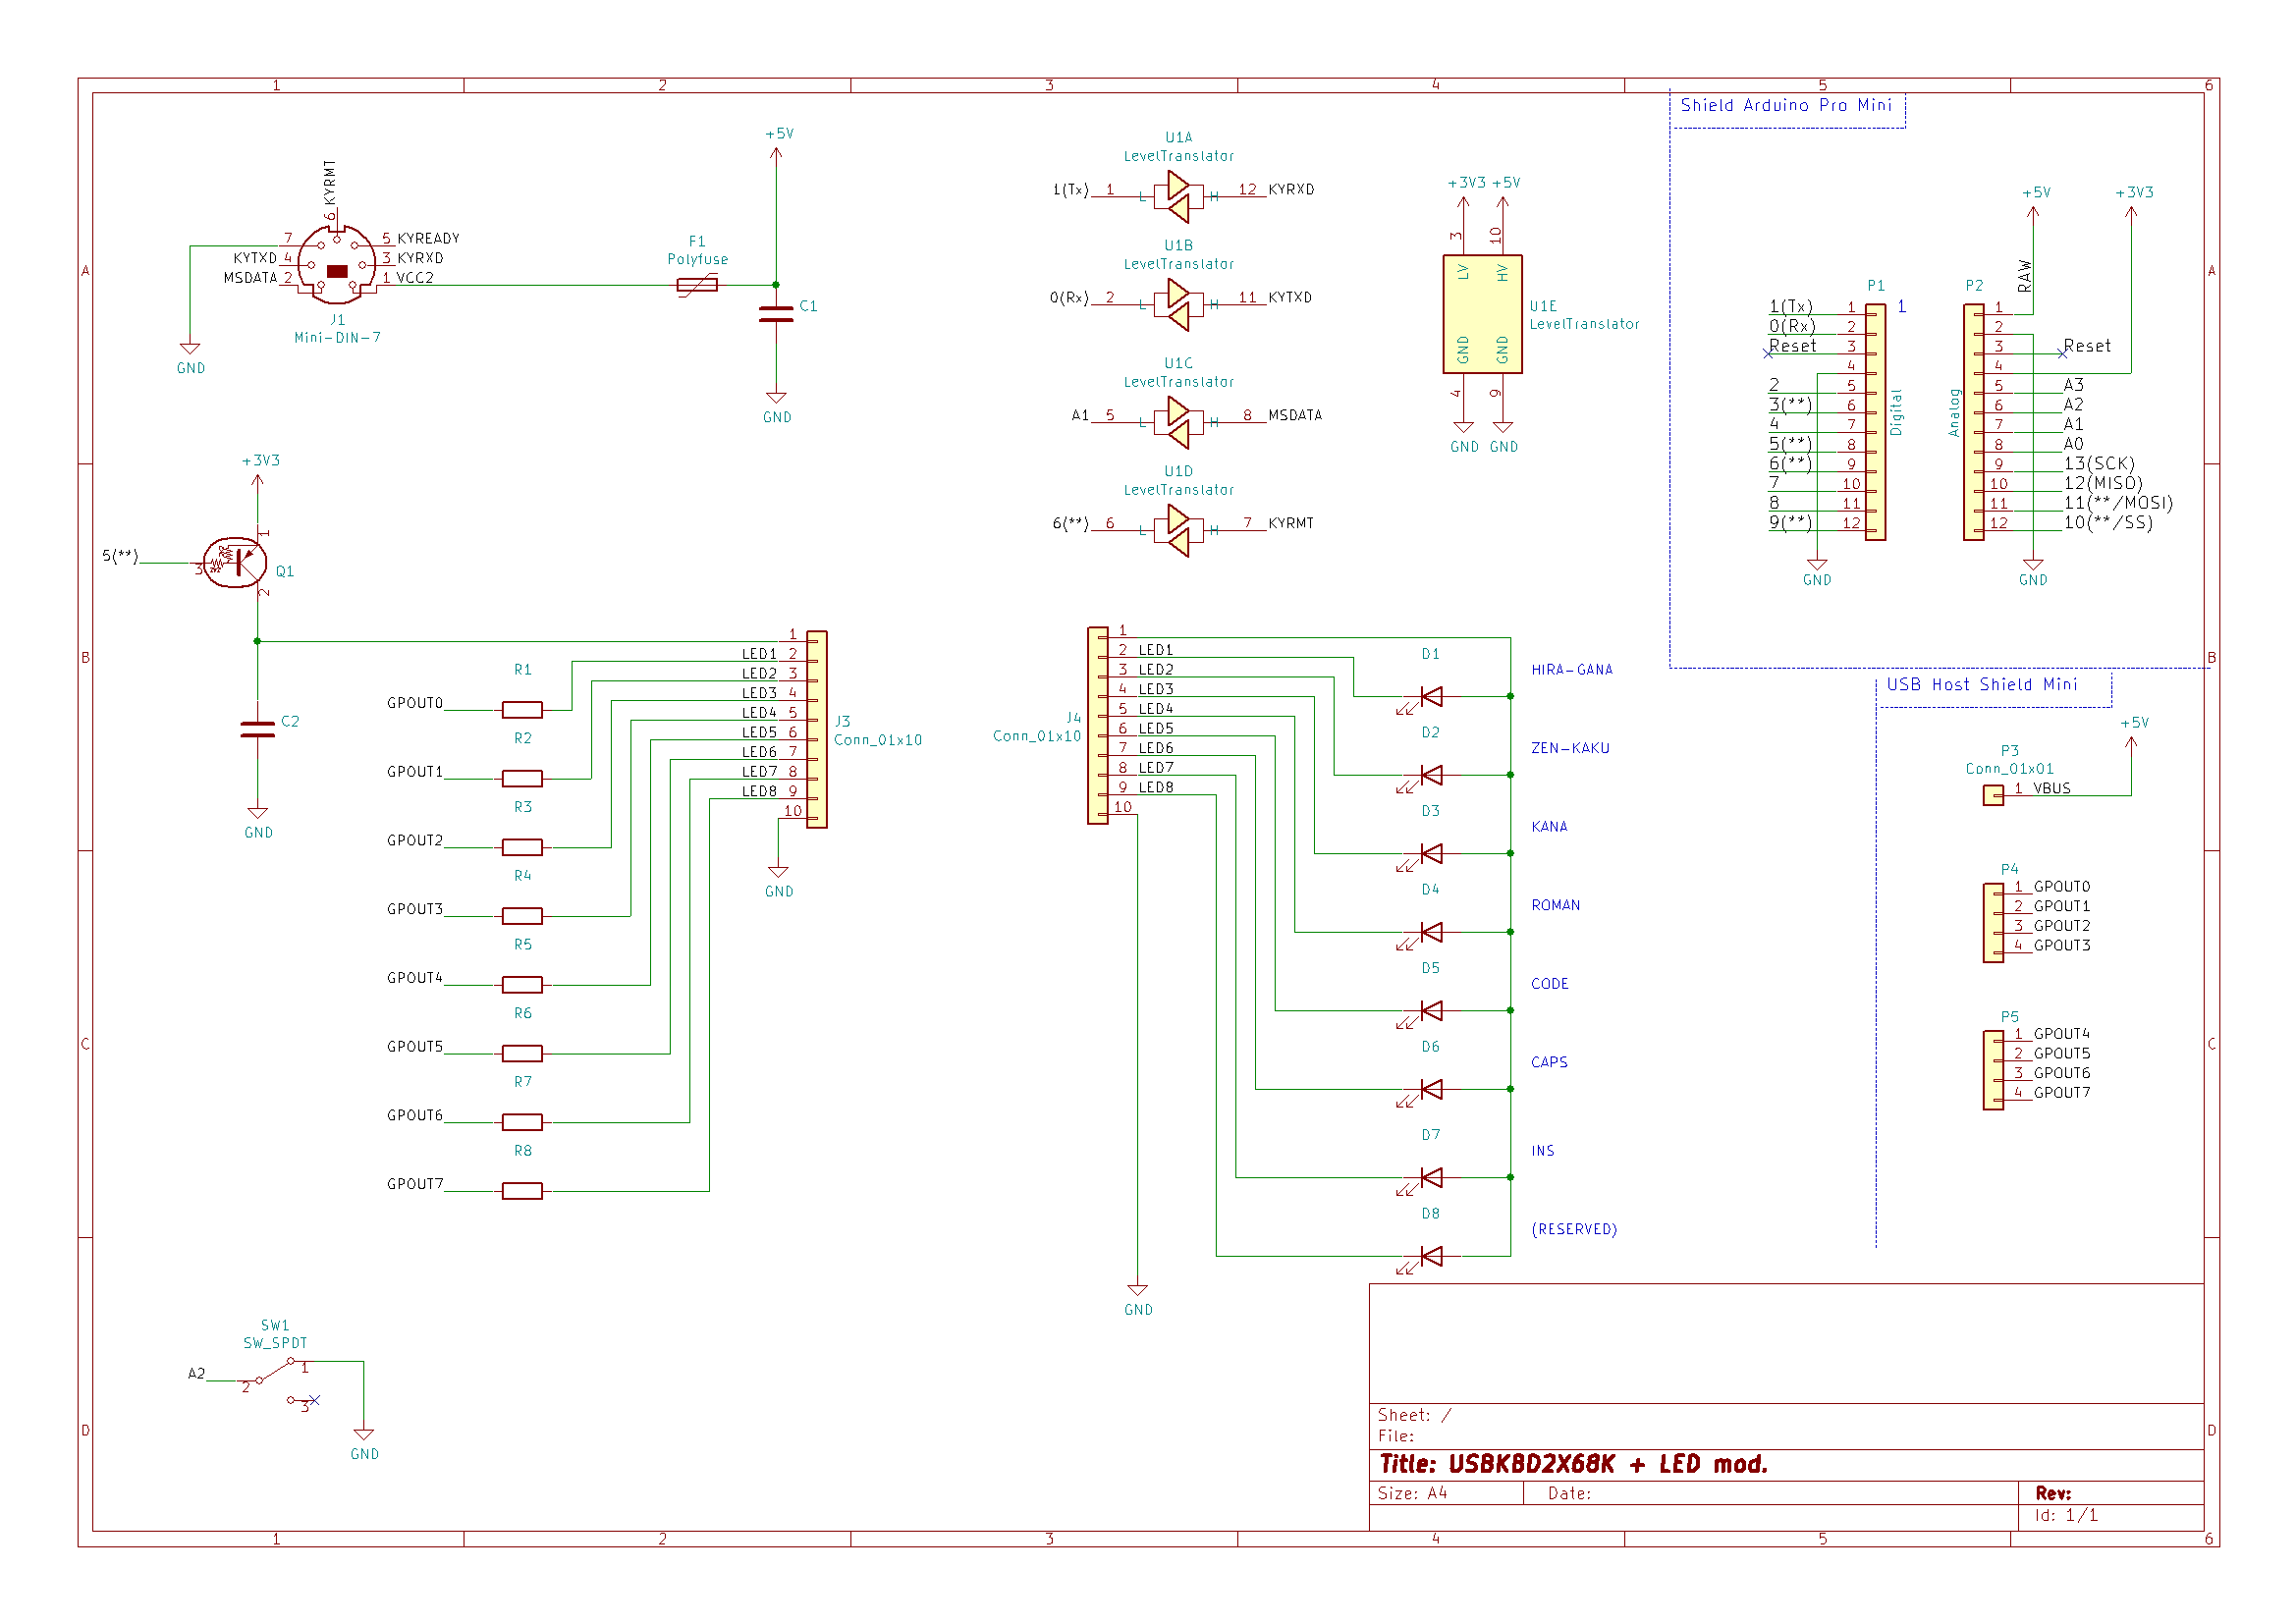 1 2 3 4 5 6
Shield Arduino Pro Mini
A
A
+5V
KYRMT
6
7
5 KYREADY
KYTXD 4
3 KYRXD
MSDATA 2
1 VCC2
J1
Mini-DIN-7
GND
F1
Polyfuse
C1
GND
U1A
LevelTranslator
1(Tx) 1 L H 12 KYRXD
U1B
LevelTranslator
0(Rx) 2 L H 11 KYTXD
U1C
LevelTranslator
A1 5 L H 8 MSDATA
U1D
LevelTranslator
6(**) 6 L H 7 KYRMT
+3V3 +5V
3 10
LV HV
U1E
LevelTranslator
GND GND
4 9
GND GND
+5V
+3V3
RAW
P1
1
1(Tx) 1
0(Rx) 2
Reset 3
4
2 5
3(**) 6
4 7
5(**) 8
6(**) 9
7 10
8 11
9(**) 12
Digital
GND
P2
Analog
1
2
3 Reset
4
5 A3
6 A2
7 A1
8 A0
9 13(SCK)
10 12(MISO)
11 11(**/MOSI)
12 10(**/SS)
GND
B
B
+3V3
1
5(**)
3
Q1
2
C2
GND
R1
GPOUT0
R2
GPOUT1
R3
GPOUT2
R4
GPOUT3
R5
GPOUT4
R6
GPOUT5
R7
GPOUT6
R8
GPOUT7
1
LED1 2
LED2 3
LED3 4
LED4 5
LED5 6
LED6 7
LED7 8
LED8 9
10
J3
Conn_01x10
GND
J4
Conn_01x10
1
2 LED1
3 LED2
4 LED3
5 LED4
6 LED5
7 LED6
8 LED7
9 LED8
10
GND
D1
HIRA-GANA
D2
ZEN-KAKU
D3
KANA
D4
ROMAN
D5
CODE
D6
CAPS
D7
INS
D8
(RESERVED)
USB Host Shield Mini
+5V
P3
Conn_01x01
1 VBUS
P4
1 GPOUT0
2 GPOUT1
3 GPOUT2
4 GPOUT3
P5
1 GPOUT4
2 GPOUT5
3 GPOUT6
4 GPOUT7
C
C
SW1
SW_SPDT
A2
2
1
3
GND
D
D
Sheet: /
File:
Title: USBKBD2X68K + LED mod.
Size: A4
Date:
Rev:
Id: 1/1
1 2 3 4 5 6